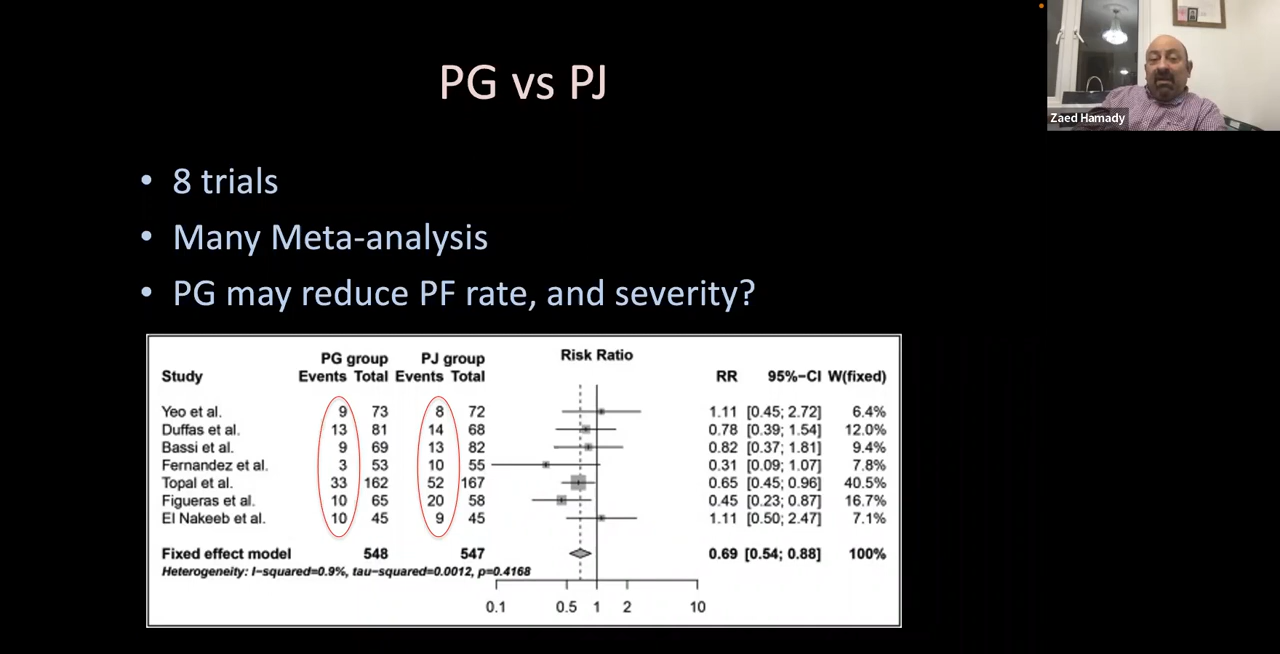 PG vs PJ
Zaed Hamady
• 8 trials
• Many Meta-analysis
• PG may reduce PF rate, and severity?
PG group PJ group Risk Ratio
Study Events Total Events Total RR 95%−CI W(fixed)
Yeo et al. 9 73 8 72 1.11 [0.45; 2.72] 6.4%
Duffas et al. 13 81 14 68 0.78 [0.39; 1.54] 12.0%
Bassi et al. 9 69 13 82 0.82 [0.37; 1.81] 9.4%
Fernandez et al. 3 53 10 55 0.31 [0.09; 1.07] 7.8%
Topal et al. 33 162 52 167 0.65 [0.45; 0.96] 40.5%
Figueras et al. 10 65 20 58 0.45 [0.23; 0.87] 16.7%
El Nakeeb et al. 10 45 9 45 1.11 [0.50; 2.47] 7.1%
Fixed effect model 548 547 0.69 [0.54; 0.88] 100%
Heterogeneity: I−squared=0.9%, tau−squared=0.0012, p=0.4168
0.1 0.5 1 2 10